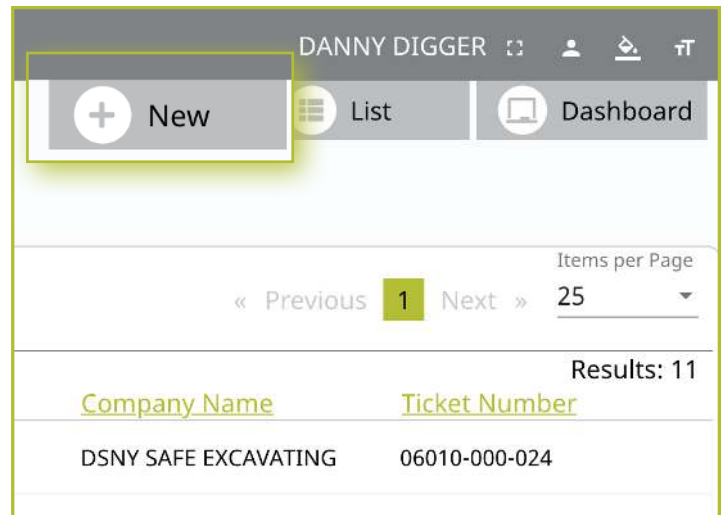 DANNY DIGGER
New
List
Dashboard
Items per Page
« Previous 1 Next » 25
Results: 11
Company Name Ticket Number
DSNY SAFE EXCAVATING 06010-000-024